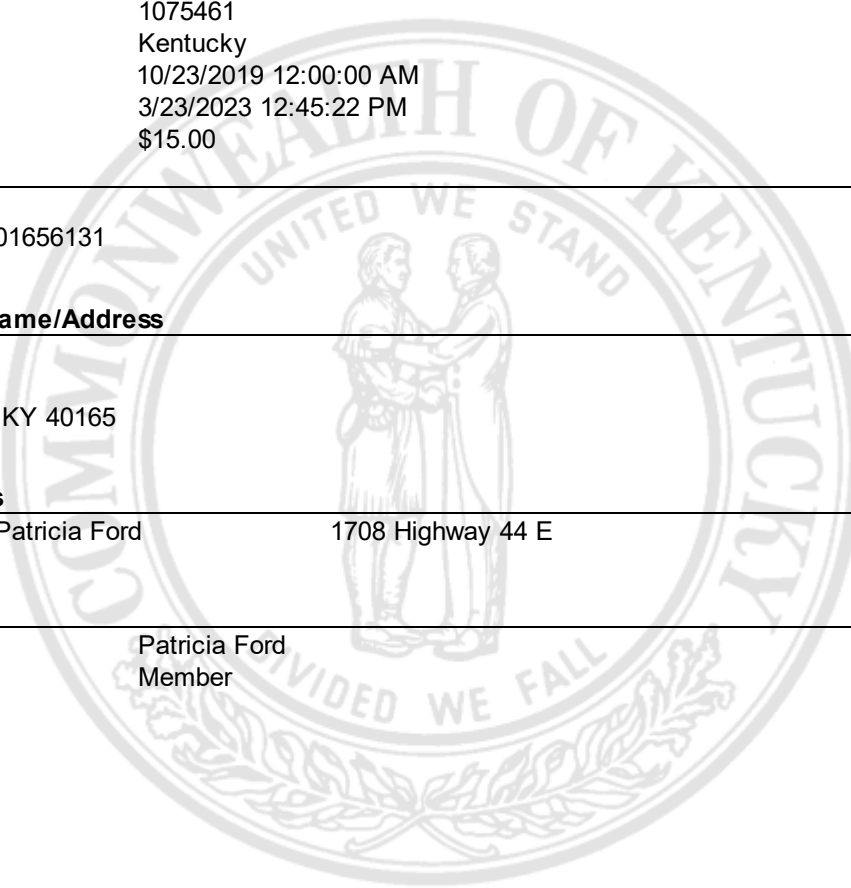 1075461
Kentucky
10/23/2019 12:00:00 AM
3/23/2023 12:45:22 PM
$15.00
COMMONWEALTH OF KENTUCKY
UNITED WE STAND
01656131
ame/Address
KY 40165
s
Patricia Ford 1708 Highway 44 E
Patricia Ford
Member
DIVIDED WE FALL